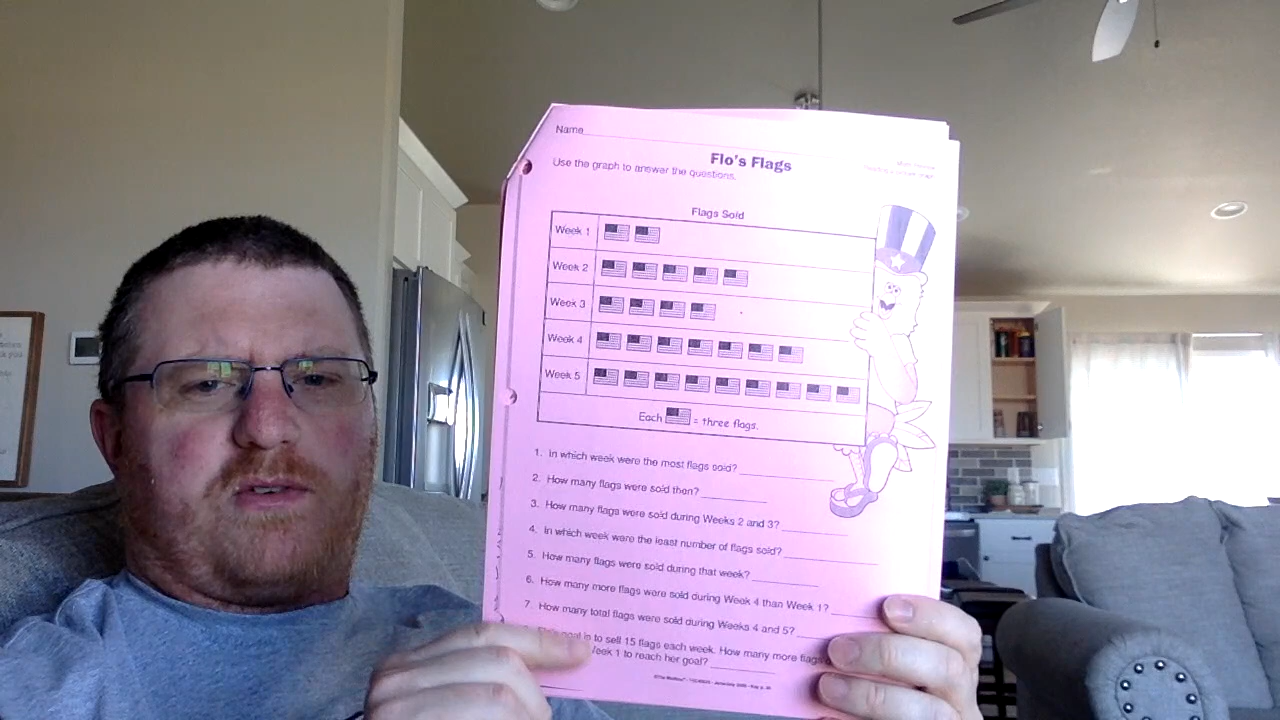 Name
Flo's Flags
Use the graph to answer the questions.
Flags Sold
Week 1
Week 2
Week 3
Week 4
Week 5
Each = three flags.
1. In which week were the most flags sold?
2. How many flags were sold then?
3. How many flags were sold during Weeks 2 and 3?
4. In which week were the least number of flags sold?
5. How many flags were sold during that week?
6. How many more flags were sold during Week 4 than Week 1?
7. How many total flags were sold during Weeks 4 and 5?
goal is to sell 15 flags each week. How many more flags
Week 1 to reach her goal?